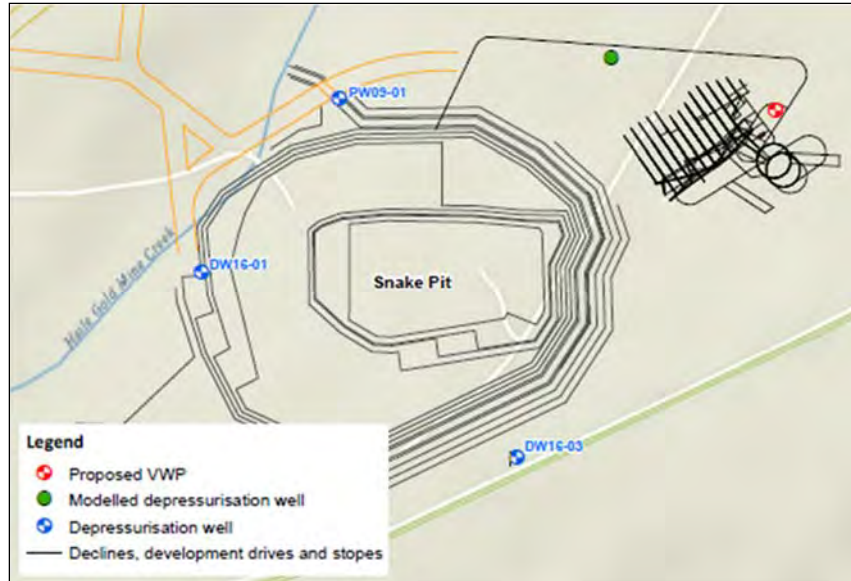 PW09-01
DW16-01
Haile Gold Mine Creek
Snake Pit
DW16-03
Legend
Proposed VWP
Modelled depressurisation well
Depressurisation well
Declines, development drives and stopes